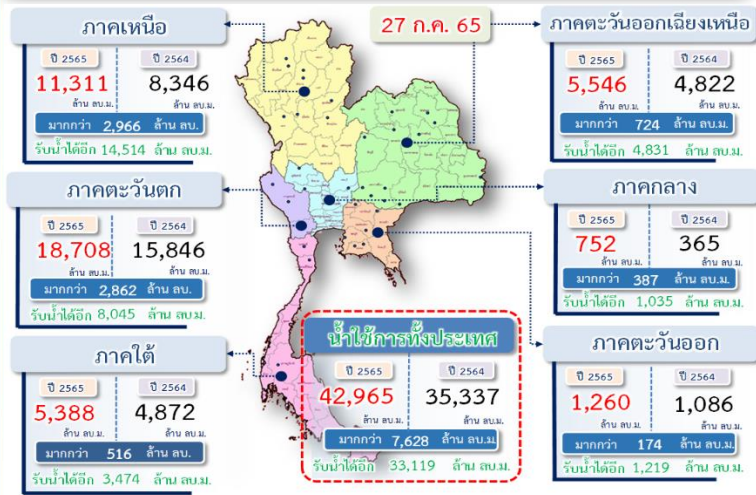 ภาคเหนือ
ปี 2565 ปี 2564
11,311 8,346
ล้าน ลบ.ม. ล้าน ลบ.ม.
มากกว่า 2,966 ล้าน ลบ.
รับน้ำได้อีก 14,514 ล้าน ลบ.ม.
27 ก.ค. 65
ภาคตะวันออกเฉียงเหนือ
ปี 2565 ปี 2564
5,546 4,822
ล้าน ลบ.ม. ล้าน ลบ.ม.
มากกว่า 724 ล้าน ลบ.ม.
รับน้ำได้อีก 4,831 ล้าน ลบ.ม.
ภาคตะวันตก
ปี 2565 ปี 2564
18,708 15,846
ล้าน ลบ.ม. ล้าน ลบ.ม.
มากกว่า 2,862 ล้าน ลบ.
รับน้ำได้อีก 8,045 ล้าน ลบ.ม.
ภาคกลาง
ปี 2565 ปี 2564
752 365
ล้าน ลบ.ม. ล้าน ลบ.ม.
มากกว่า 387 ล้าน ลบ.ม.
รับน้ำได้อีก 1,035 ล้าน ลบ.ม.
ภาคใต้
ปี 2565 ปี 2564
5,388 4,872
ล้าน ลบ.ม. ล้าน ลบ.ม.
มากกว่า 516 ล้าน ลบ.
รับน้ำได้อีก 3,474 ล้าน ลบ.ม.
น้ำใช้การทั้งประเทศ
ปี 2565 ปี 2564
42,965 35,337
ล้าน ลบ.ม. ล้าน ลบ.ม.
มากกว่า 7,628 ล้าน ลบ.ม.
รับน้ำได้อีก 33,119 ล้าน ลบ.ม.
ภาคตะวันออก
ปี 2565 ปี 2564
1,260 1,086
ล้าน ลบ.ม. ล้าน ลบ.ม.
มากกว่า 174 ล้าน ลบ.ม.
รับน้ำได้อีก 1,219 ล้าน ลบ.ม.